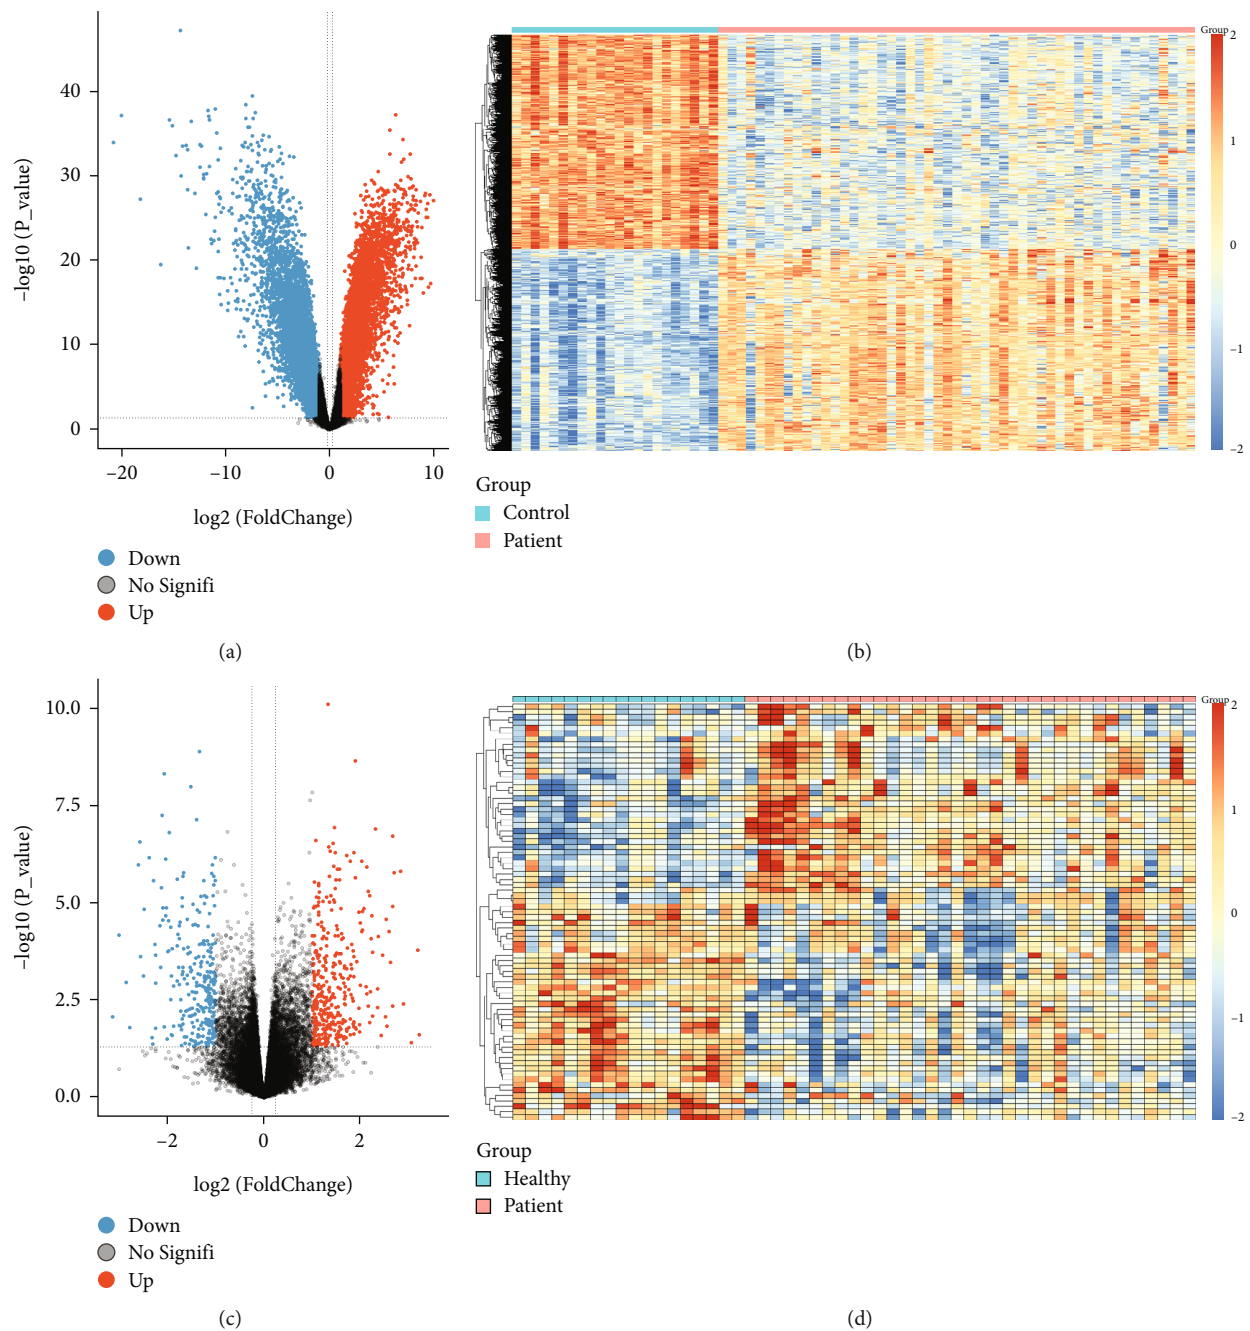 40
30
20
10
0
−log10 (P_value)
−20
−10
0
10
log2 (FoldChange)
Down
No Signifi
Up
(a)
Group
2
1
0
−1
−2
Group
Control
Patient
(b)
10.0
7.5
5.0
2.5
0.0
−log10 (P_value)
−2
0
2
log2 (FoldChange)
Down
No Signifi
Up
(c)
Group
2
1
0
−1
−2
Group
Healthy
Patient
(d)